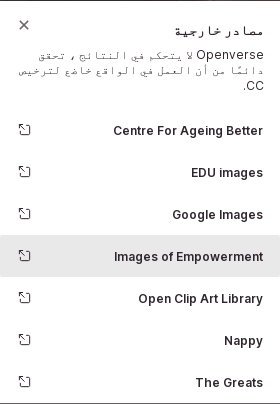 مصادر خارجية
Openverse لا يتحكم في النتائج ، تحقق
دائمًا من أن العمل في الواقع خاضع لترخيص
CC.
Centre For Ageing Better
EDU images
Google Images
Images of Empowerment
Open Clip Art Library
Nappy
The Greats